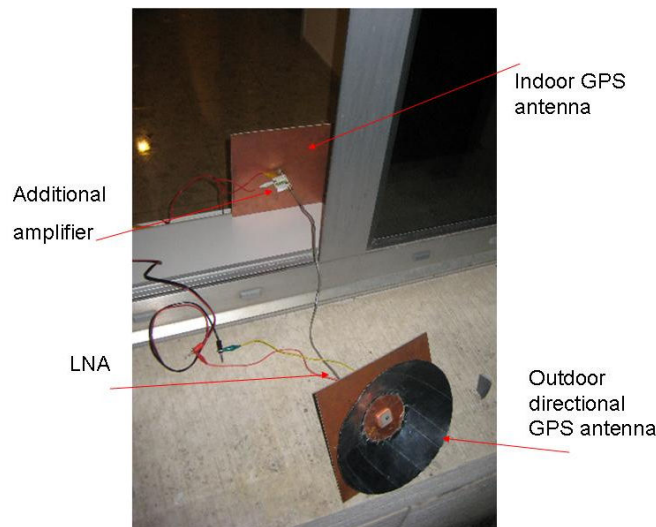 Indoor GPS
antenna
Additional
amplifier
LNA
Outdoor
directional
GPS antenna